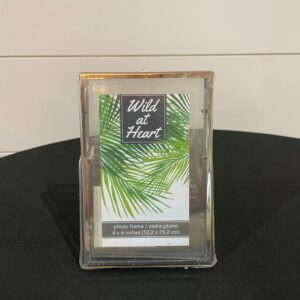 Wild
at
Heart
photo frame / cadre photo
4 x 6 inches (10.2 x 15.2 cm)